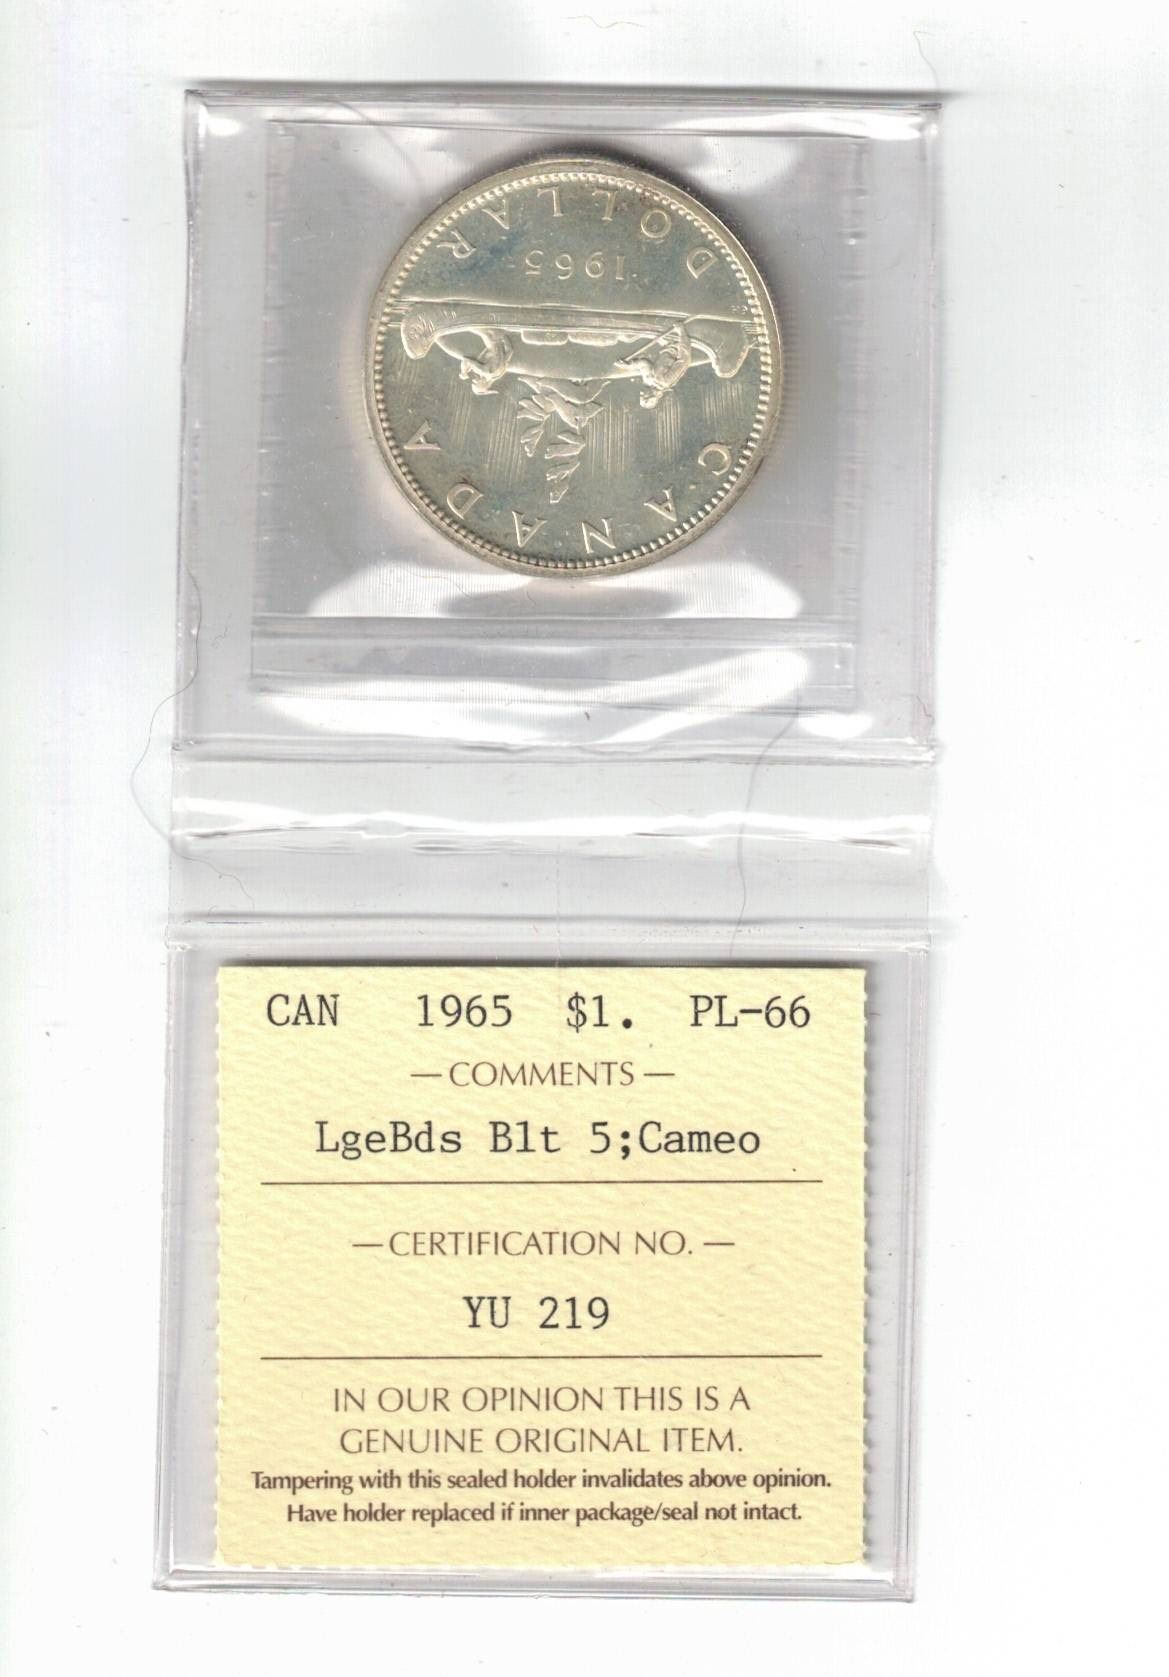 DOLLAR
1965
CANADA
CAN 1965 $1. PL-66
— COMMENTS —
LgeBds Blt 5;Cameo
— CERTIFICATION NO. —
YU 219
IN OUR OPINION THIS IS A
GENUINE ORIGINAL ITEM.
Tampering with this sealed holder invalidates above opinion.
Have holder replaced if inner package/seal not intact.